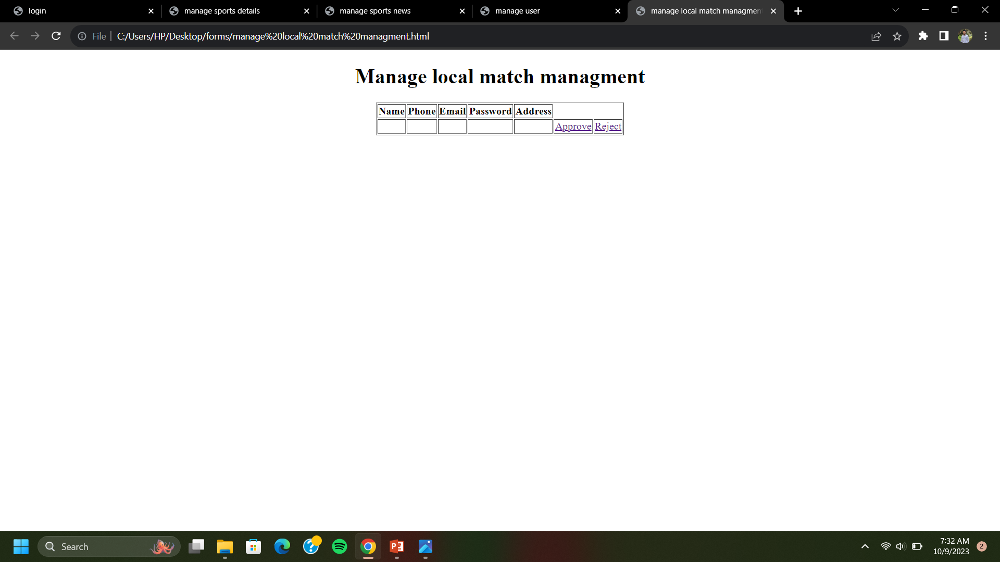 login
manage sports details
manage sports news
manage user
manage local match managmen
File
C:/Users/HP/Desktop/forms/manage%20local%20match%20managment.html
Manage local match managment
Name Phone Email Password Address
Approve Reject
Search
7:32 AM
10/9/2023
2